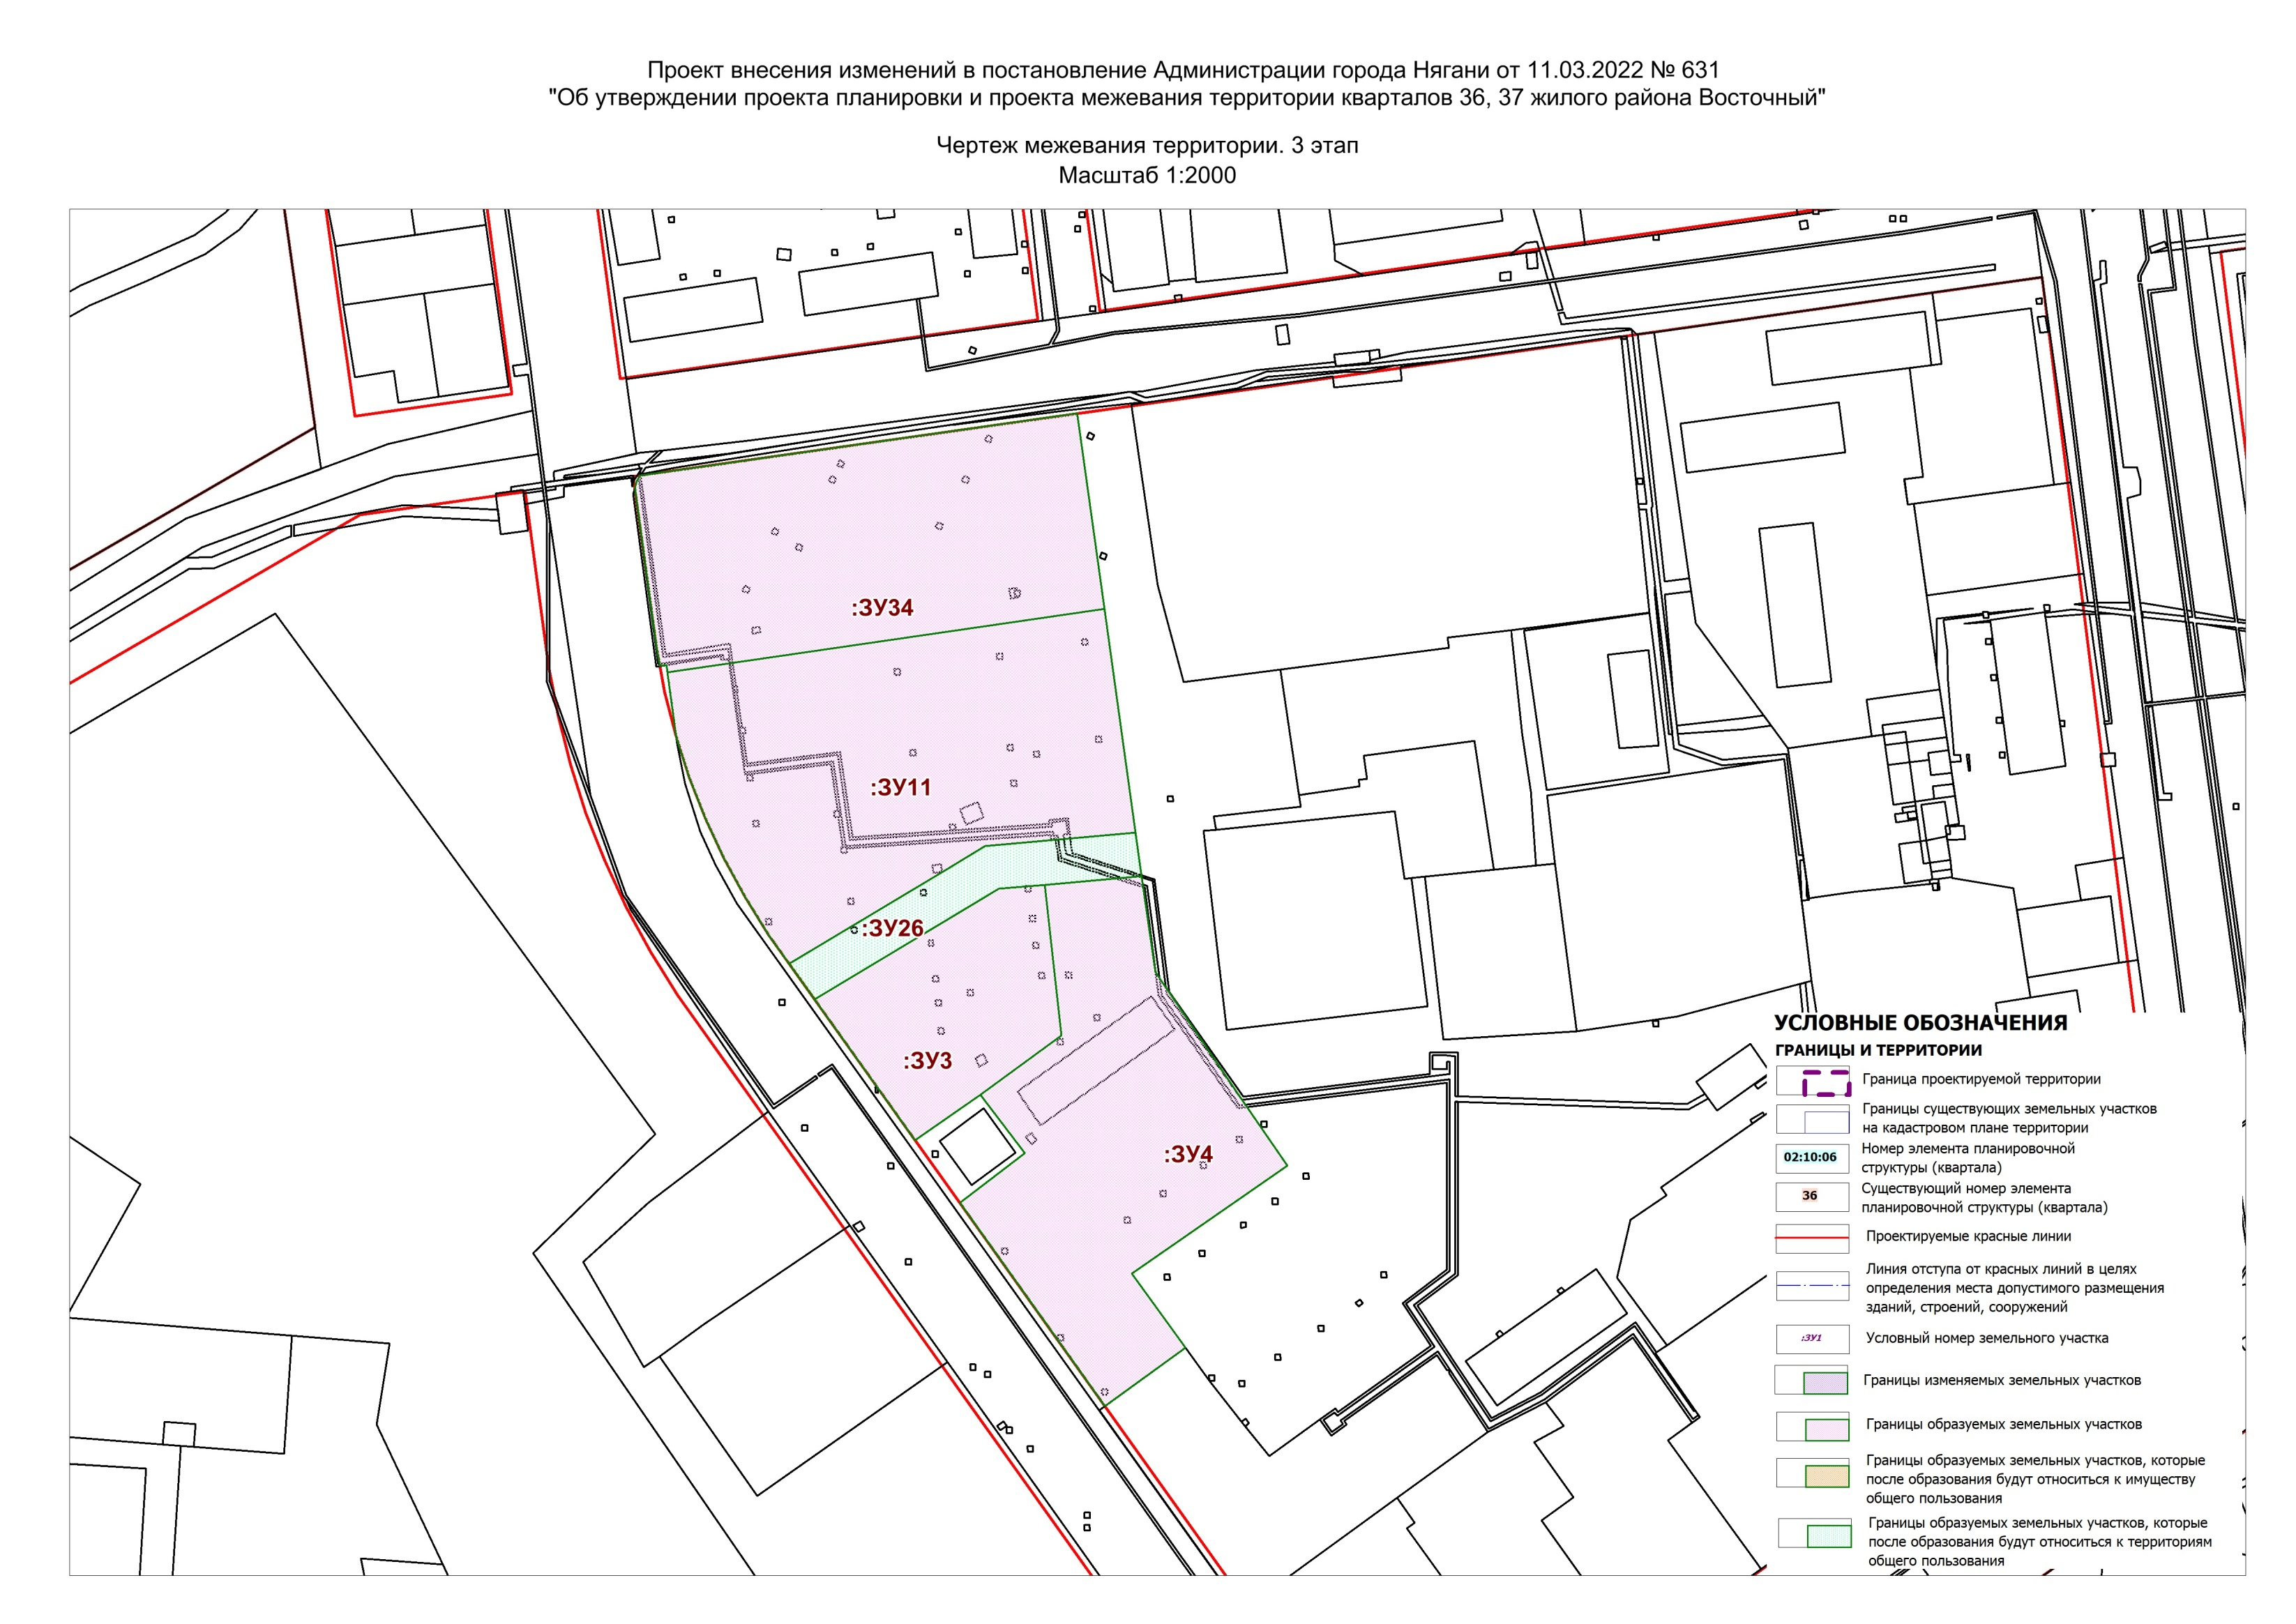 Проект внесения изменений в постановление Администрации города Нягани от 11.03.2022 № 631
"Об утверждении проекта планировки и проекта межевания территории кварталов 36, 37 жилого района Восточный"
Чертеж межевания территории. 3 этап
Масштаб 1:2000
:ЗУ34
:ЗУ11
:ЗУ26
:ЗУ3
:ЗУ4
УСЛОВНЫЕ ОБОЗНАЧЕНИЯ
ГРАНИЦЫ И ТЕРРИТОРИИ
Граница проектируемой территории
Границы существующих земельных участков
на кадастровом плане территории
02:10:06
Номер элемента планировочной
структуры (квартала)
36
Существующий номер элемента
планировочной структуры (квартала)
Проектируемые красные линии
Линия отступа от красных линий в целях
определения места допустимого размещения
зданий, строений, сооружений
:ЗУ1
Условный номер земельного участка
Границы изменяемых земельных участков
Границы образуемых земельных участков
Границы образуемых земельных участков, которые
после образования будут относиться к имуществу
общего пользования
Границы образуемых земельных участков, которые
после образования будут относиться к территориям
общего пользования